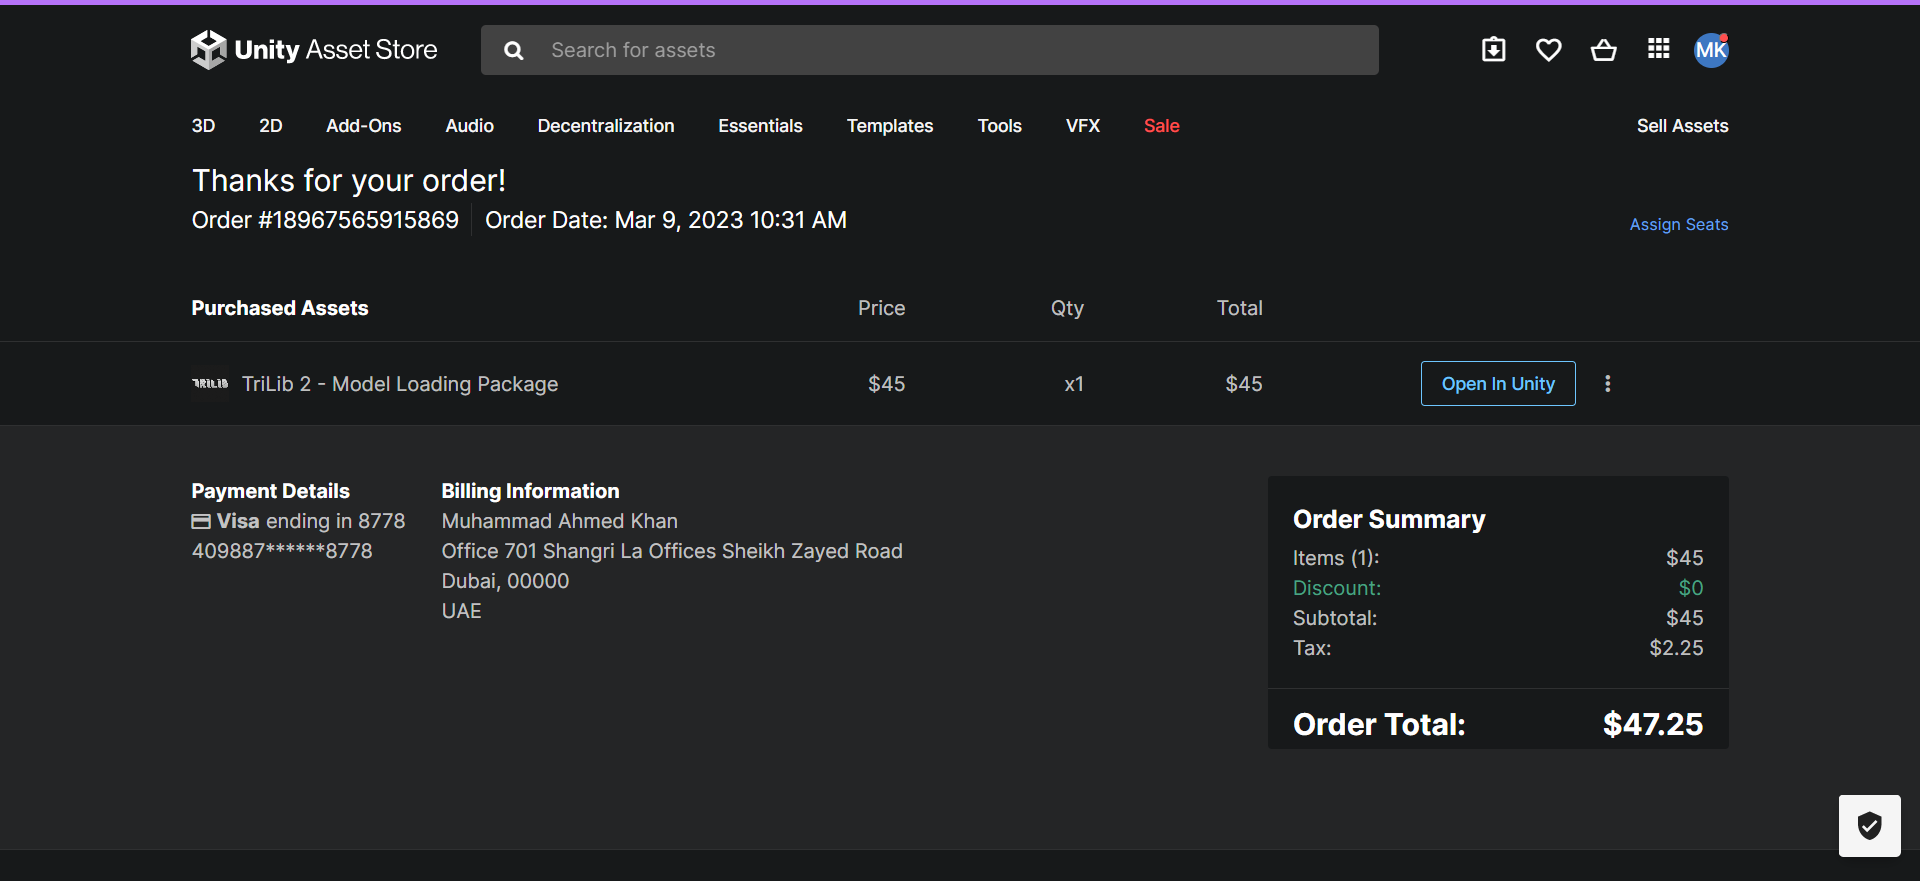 Unity Asset Store
Search for assets
MK
3D 2D Add-Ons Audio Decentralization Essentials Templates Tools VFX Sale Sell Assets
Thanks for your order!
Order #18967565915869 Order Date: Mar 9, 2023 10:31 AM
Assign Seats
Purchased Assets Price Qty Total
TRILIB TriLib 2 - Model Loading Package $45 x1 $45 Open In Unity
Payment Details
Visa ending in 8778
409887******8778
Billing Information
Muhammad Ahmed Khan
Office 701 Shangri La Offices Sheikh Zayed Road
Dubai, 00000
UAE
Order Summary
Items (1): $45
Discount: $0
Subtotal: $45
Tax: $2.25
Order Total: $47.25